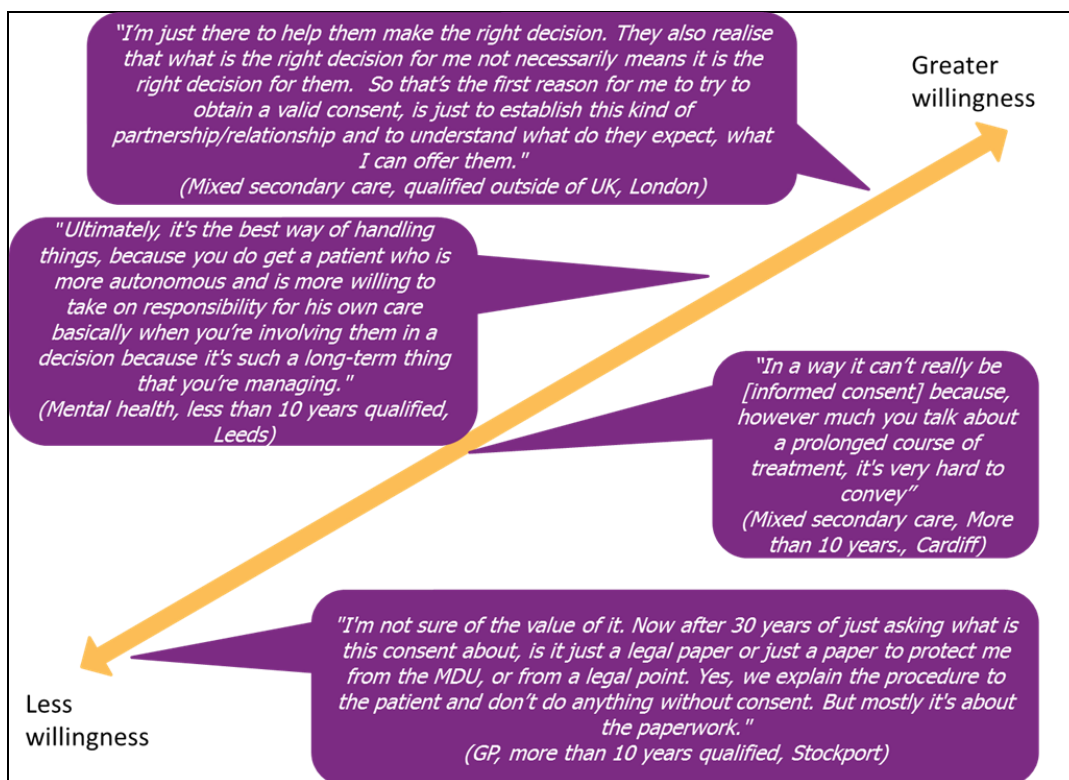 "I'm just there to help them make the right decision. They also realise
that what is the right decision for me not necessarily means it is the
right decision for them.  So that's the first reason for me to try to
obtain a valid consent, is just to establish this kind of
partnership/relationship and to understand what do they expect, what
I can offer them."
(Mixed secondary care, qualified outside of UK, London)
Greater
willingness
"Ultimately, it's the best way of handling
things, because you do get a patient who is
more autonomous and is more willing to
take on responsibility for his own care
basically when you're involving them in a
decision because it's such a long-term thing
that you're managing."
(Mental health, less than 10 years qualified,
Leeds)
"In a way it can't really be
[informed consent] because,
however much you talk about
a prolonged course of
treatment, it's very hard to
convey"
(Mixed secondary care, More
than 10 years., Cardiff)
"I'm not sure of the value of it. Now after 30 years of just asking what is
this consent about, is it just a legal paper or just a paper to protect me
from the MDU, or from a legal point. Yes, we explain the procedure to
the patient and don't do anything without consent. But mostly it's about
the paperwork."
(GP, more than 10 years qualified, Stockport)
Less
willingness